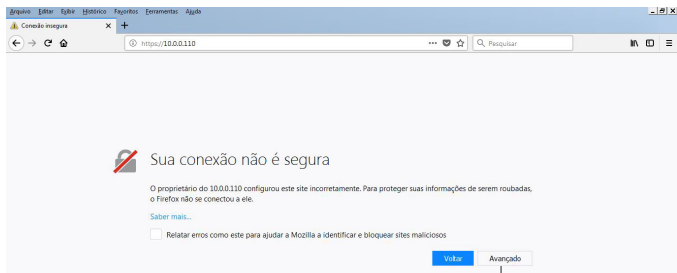 Arquivo Editar Exibir Histórico Favoritos Ferramentas Ajuda
Conexão insegura
https://10.0.0.110
Pesquisar
Sua conexão não é segura
O proprietário do 10.0.0.110 configurou este site incorretamente. Para proteger suas informações de serem roubadas,
o Firefox não se conectou a ele.
Saber mais...
Relatar erros como este para ajudar a Mozilla a identificar e bloquear sites maliciosos
Voltar Avançado